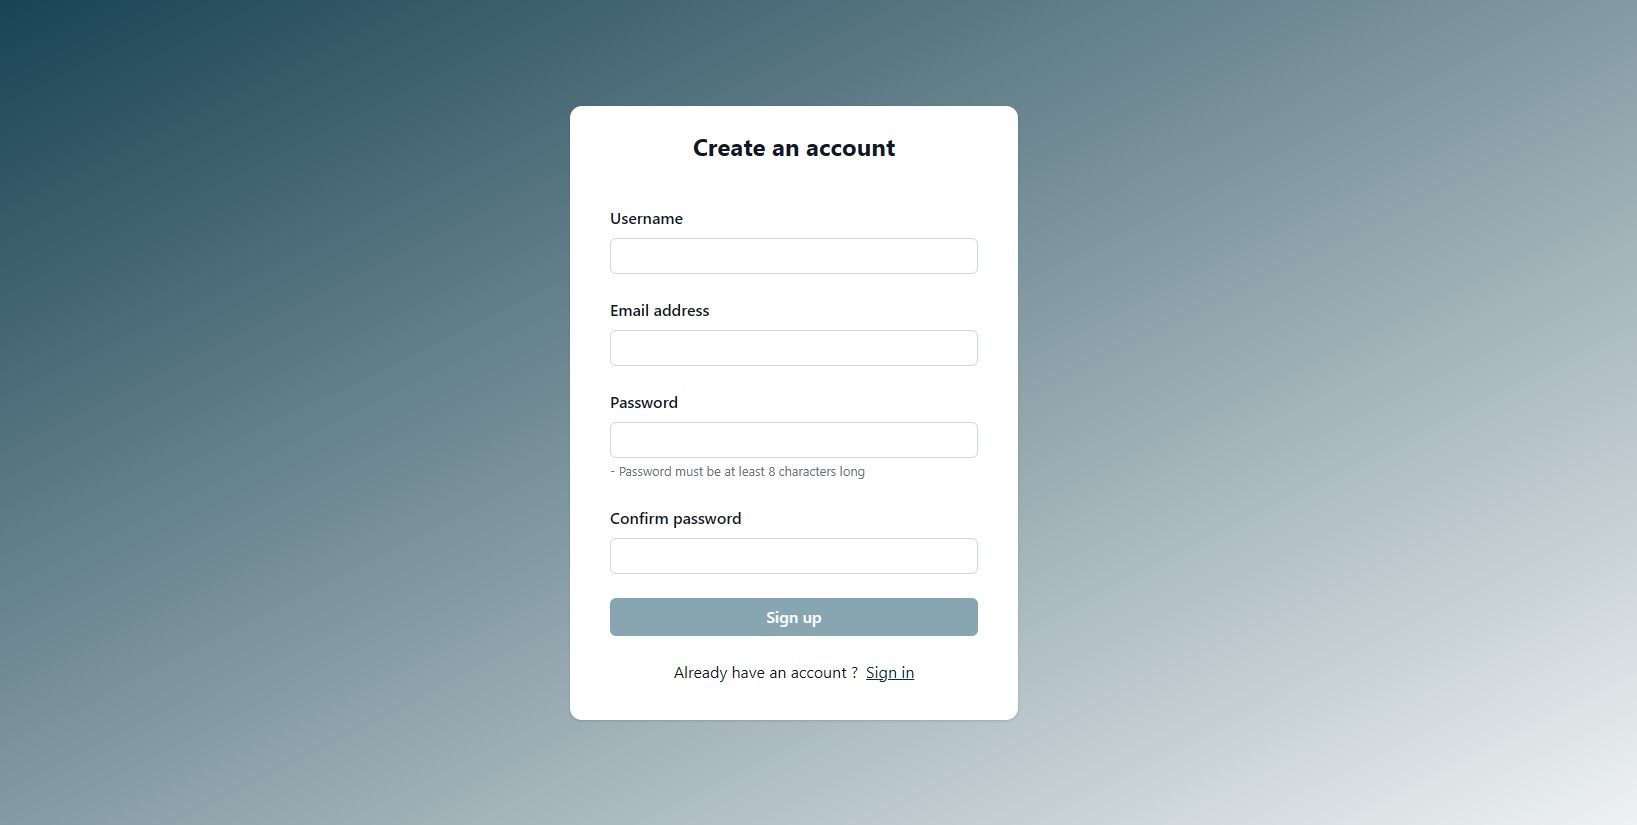 Create an account
Username
Email address
Password
- Password must be at least 8 characters long
Confirm password
Sign up
Already have an account ? Sign in